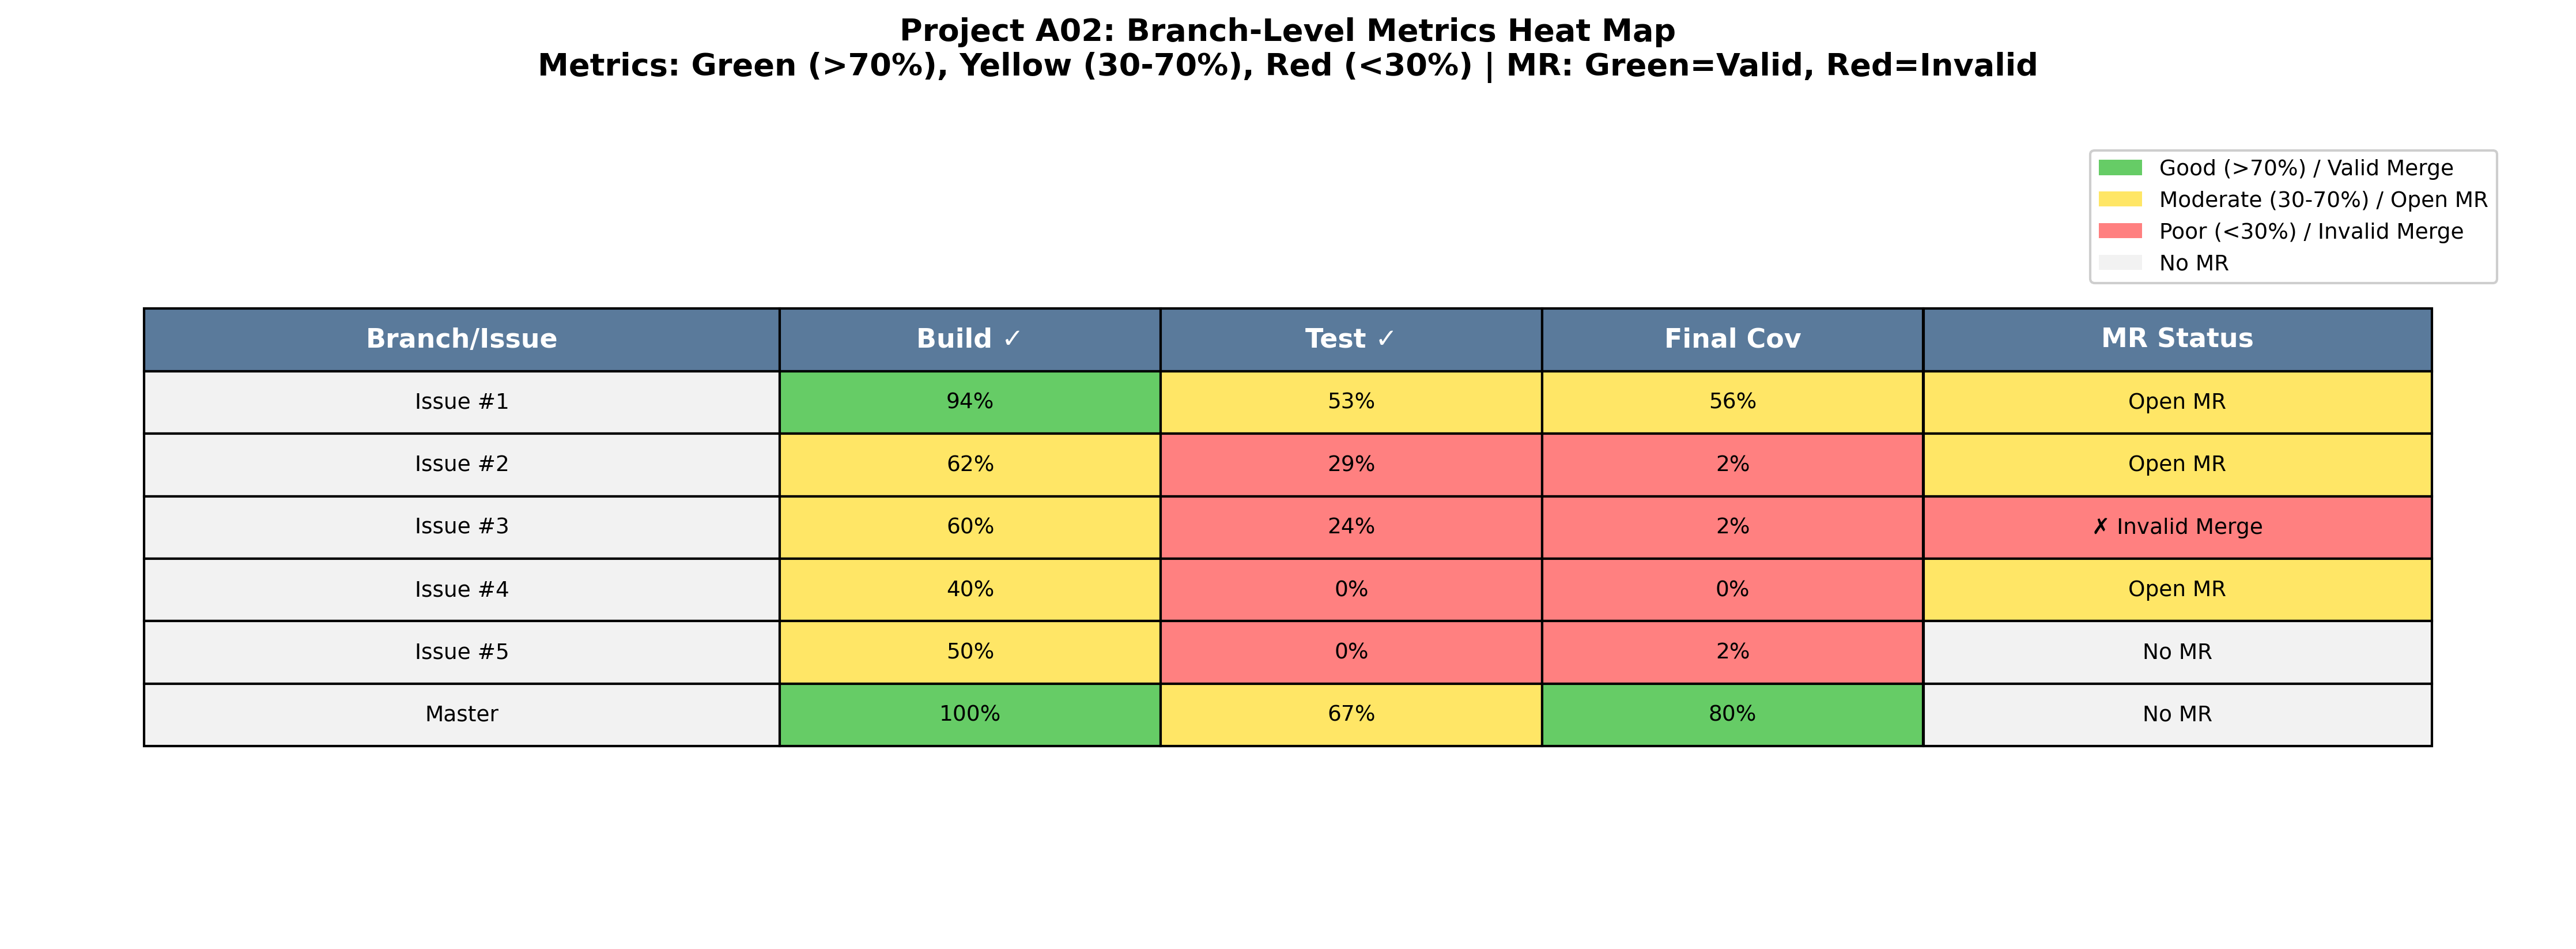 Project A02: Branch-Level Metrics Heat Map
Metrics: Green (>70%), Yellow (30-70%), Red (<30%) | MR: Green=Valid, Red=Invalid
Good (>70%) / Valid Merge
Moderate (30-70%) / Open MR
Poor (<30%) / Invalid Merge
No MR
Branch/Issue Build ✓ Test ✓ Final Cov MR Status
Issue #1 94% 53% 56% Open MR
Issue #2 62% 29% 2% Open MR
Issue #3 60% 24% 2% ✗ Invalid Merge
Issue #4 40% 0% 0% Open MR
Issue #5 50% 0% 2% No MR
Master 100% 67% 80% No MR